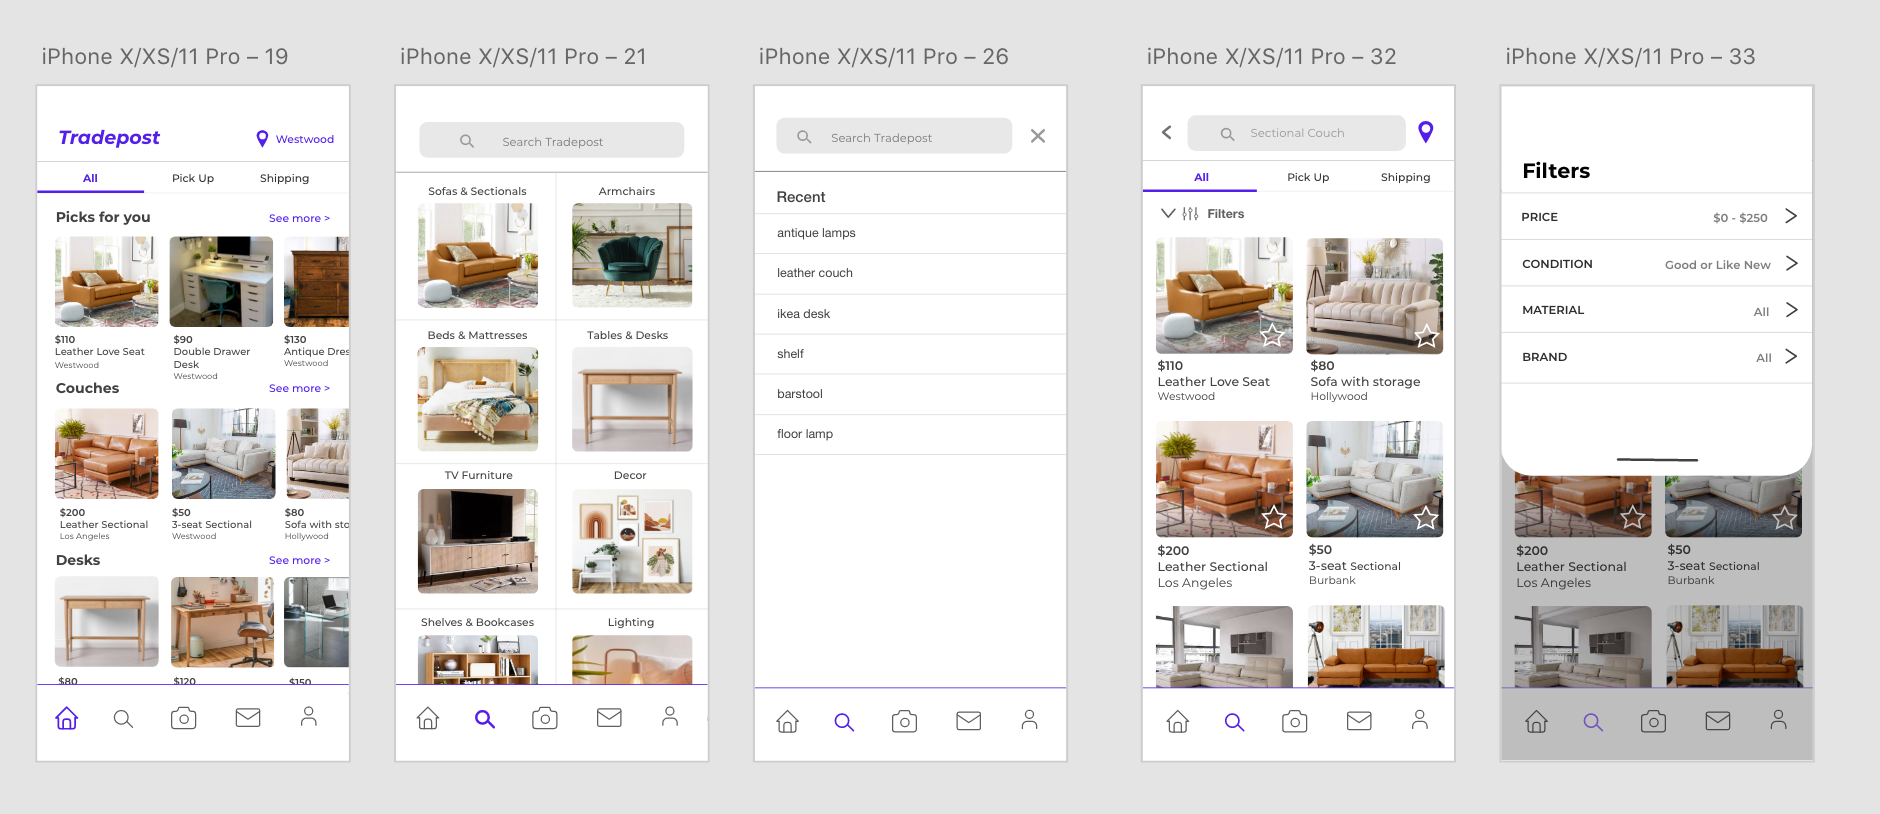 iPhone X/XS/11 Pro – 19
Tradepost
Westwood
All
Pick Up
Shipping
Picks for you
See more >
$110
Leather Love Seat
Westwood
$90
Double Drawer
Desk
Westwood
$130
Antique Dres
Westwood
Couches
See more >
$200
Leather Sectional
Los Angeles
$50
3-seat Sectional
Westwood
$80
Sofa with sto
Hollywood
Desks
See more >
$80
$120
$150
iPhone X/XS/11 Pro – 21
Search Tradepost
Sofas & Sectionals
Armchairs
Beds & Mattresses
Tables & Desks
TV Furniture
Decor
Shelves & Bookcases
Lighting
iPhone X/XS/11 Pro – 26
Search Tradepost
Recent
antique lamps
leather couch
ikea desk
shelf
barstool
floor lamp
iPhone X/XS/11 Pro – 32
Sectional Couch
All
Pick Up
Shipping
Filters
$110
Leather Love Seat
Westwood
$80
Sofa with storage
Hollywood
$200
Leather Sectional
Los Angeles
$50
3-seat Sectional
Burbank
iPhone X/XS/11 Pro – 33
Filters
PRICE
$0 - $250
CONDITION
Good or Like New
MATERIAL
All
BRAND
All
$200
Leather Sectional
Los Angeles
$50
3-seat Sectional
Burbank